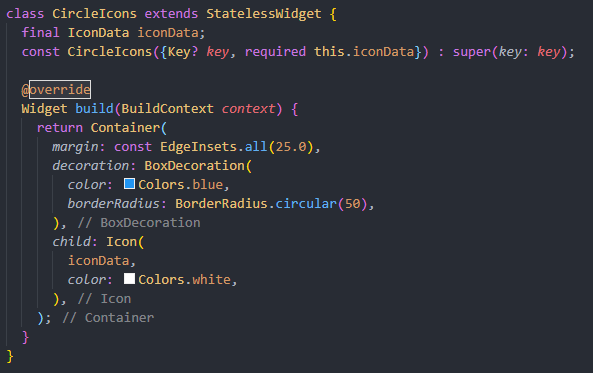 class CircleIcons extends StatelessWidget {
  final IconData iconData;
  const CircleIcons({Key? key, required this.iconData}) : super(key: key);

  @override
  Widget build(BuildContext context) {
    return Container(
      margin: const EdgeInsets.all(25.0),
      decoration: BoxDecoration(
        color: Colors.blue,
        borderRadius: BorderRadius.circular(50),
      ), // BoxDecoration
      child: Icon(
        iconData,
        color: Colors.white,
      ), // Icon
    ); // Container
  }
}